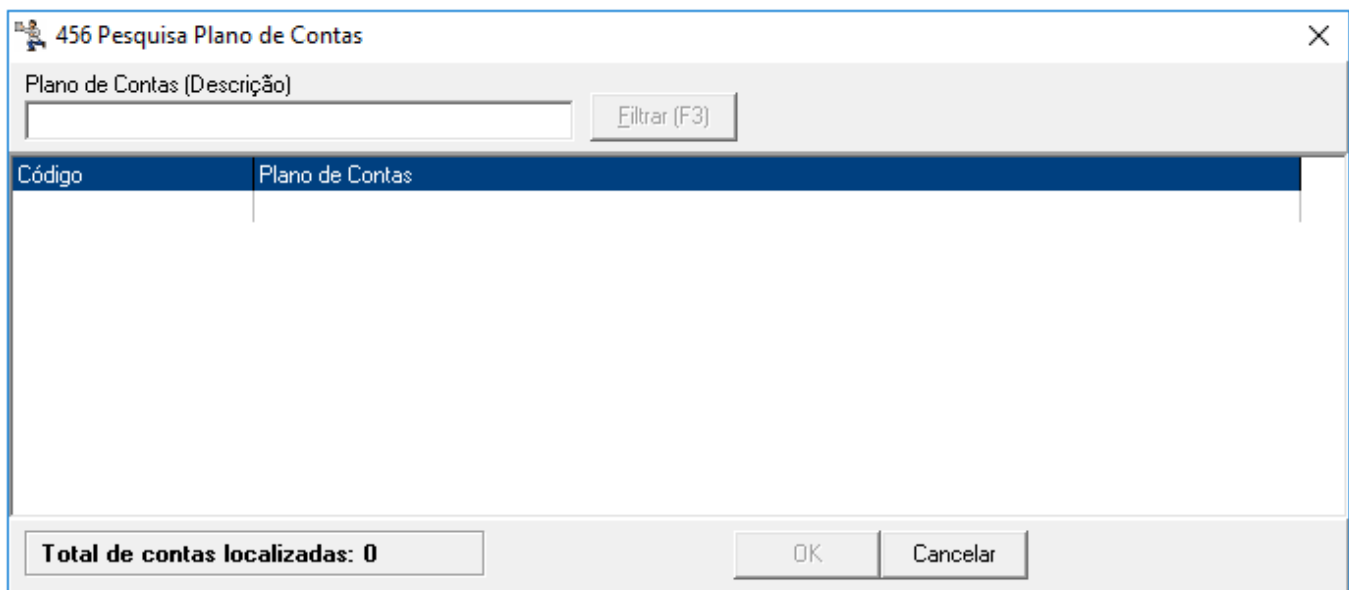 456 Pesquisa Plano de Contas
Plano de Contas (Descrição)
Filtrar (F3)
Código Plano de Contas
Total de contas localizadas: 0 OK Cancelar